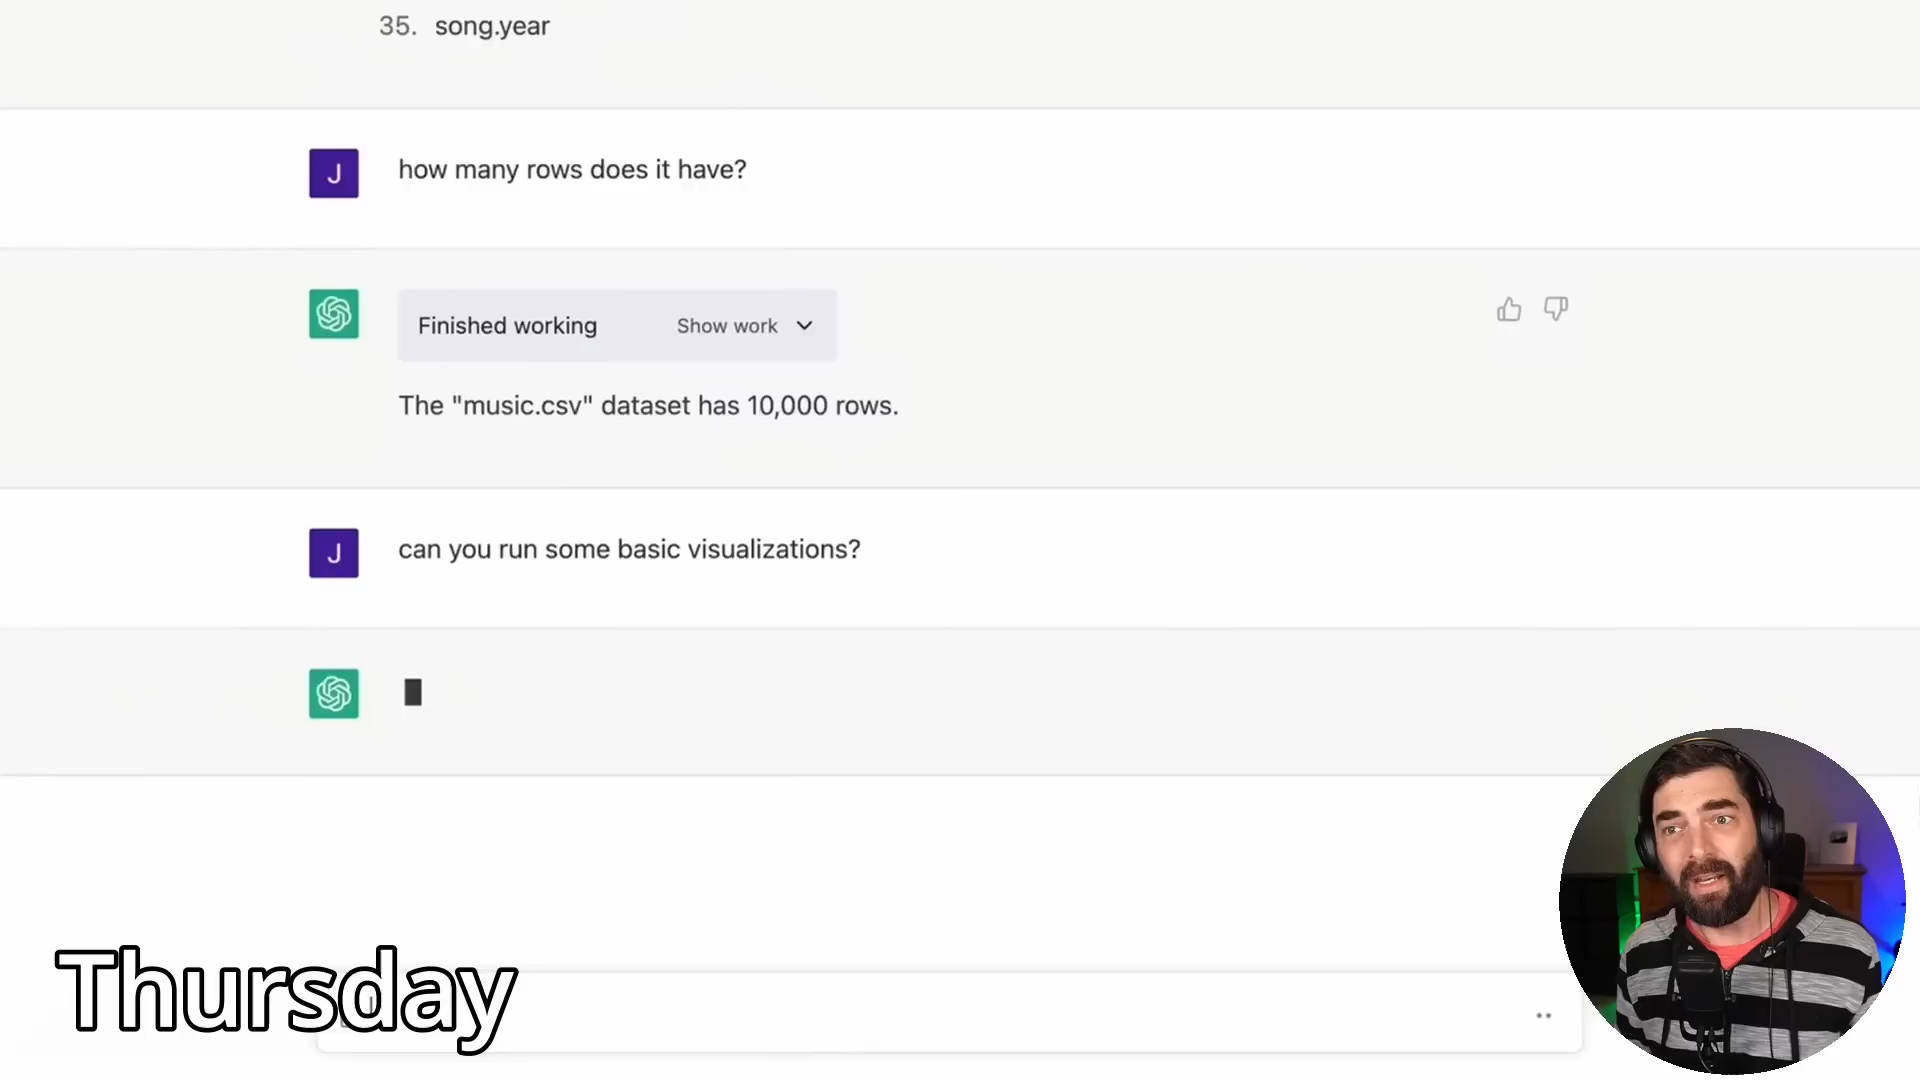 35. song.year
J
how many rows does it have?
Finished working Show work
The "music.csv" dataset has 10,000 rows.
J
can you run some basic visualizations?
Thursday